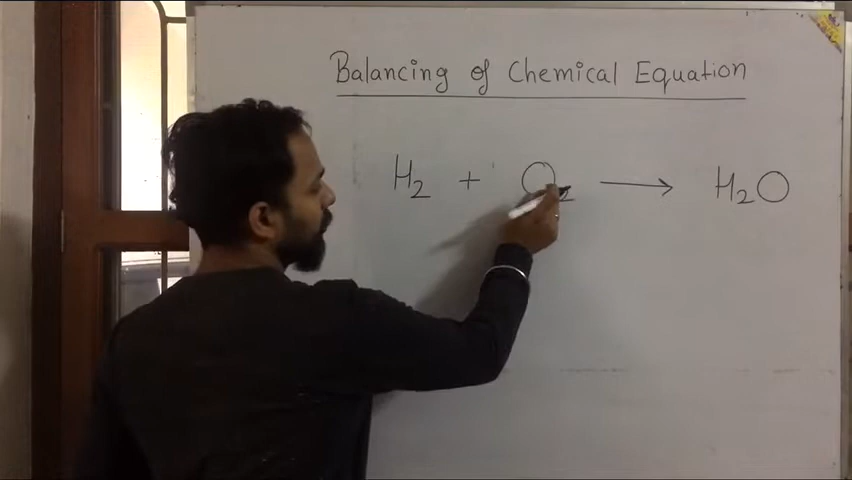 Balancing of Chemical Equation
H₂ + O₂ → H₂O